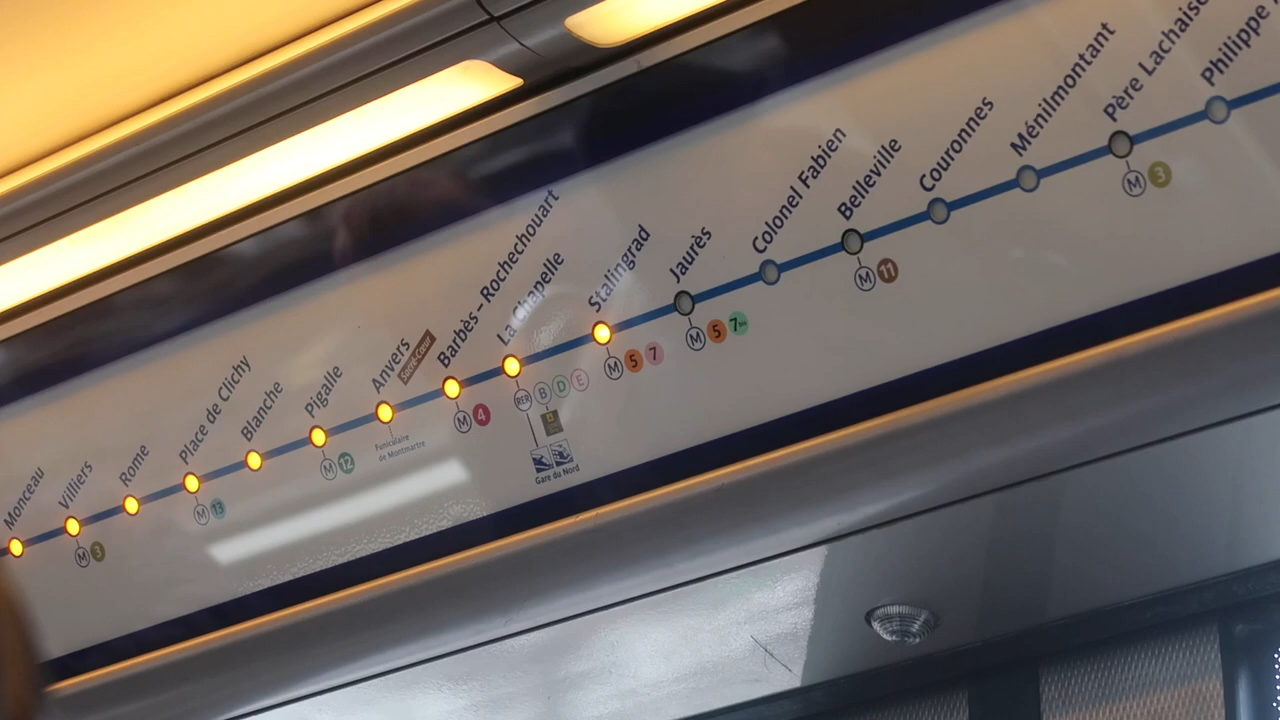 Monceau
Villiers
M 3
Rome
Place de Clichy
M 13
Blanche
Pigalle
M 12
Anvers
Sacré-Cœur
Funiculaire
de Montmartre
Barbès – Rochechouart
M 4
La Chapelle
RER B D E
Gare du Nord
Stalingrad
M 5 7
Jaurès
M 5 7bis
Colonel Fabien
Belleville
M 11
Couronnes
Ménilmontant
Père Lachaise
M 3
Philippe